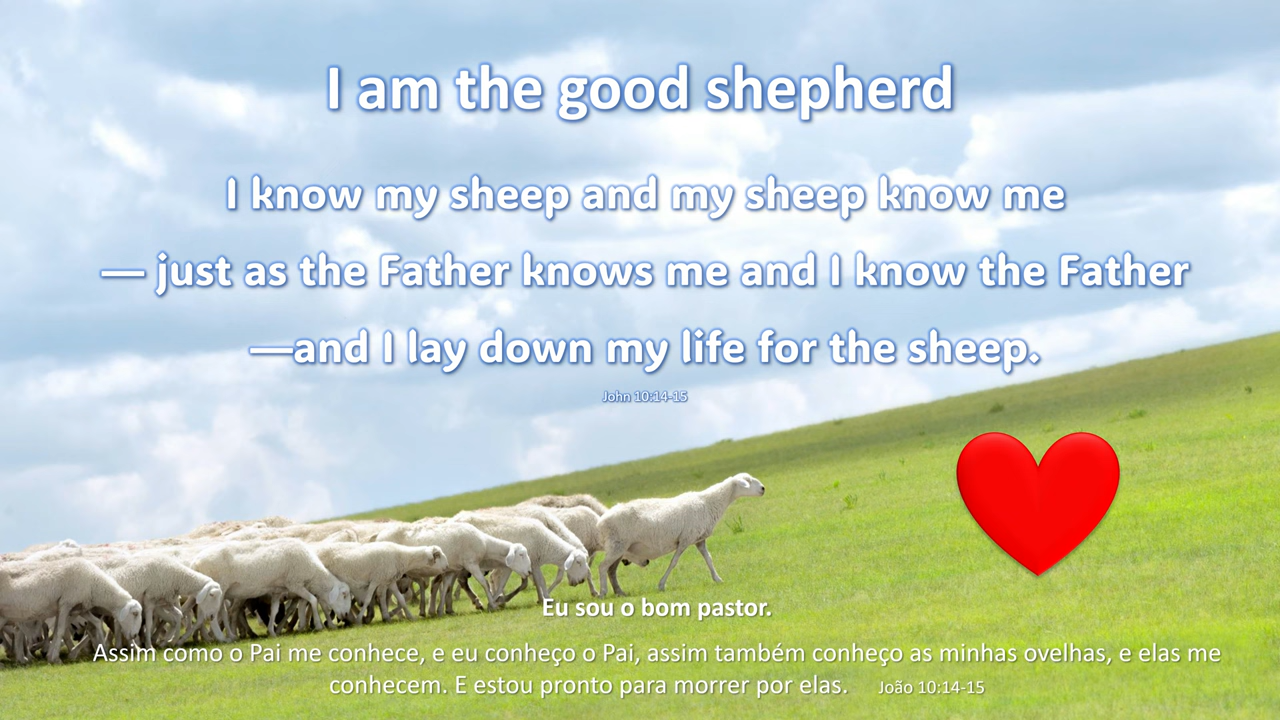 I am the good shepherd
I know my sheep and my sheep know me
— just as the Father knows me and I know the Father
—and I lay down my life for the sheep.
John 10:14-15
Eu sou o bom pastor.
Assim como o Pai me conhece, e eu conheço o Pai, assim também conheço as minhas ovelhas, e elas me
conhecem. E estou pronto para morrer por elas. João 10:14-15